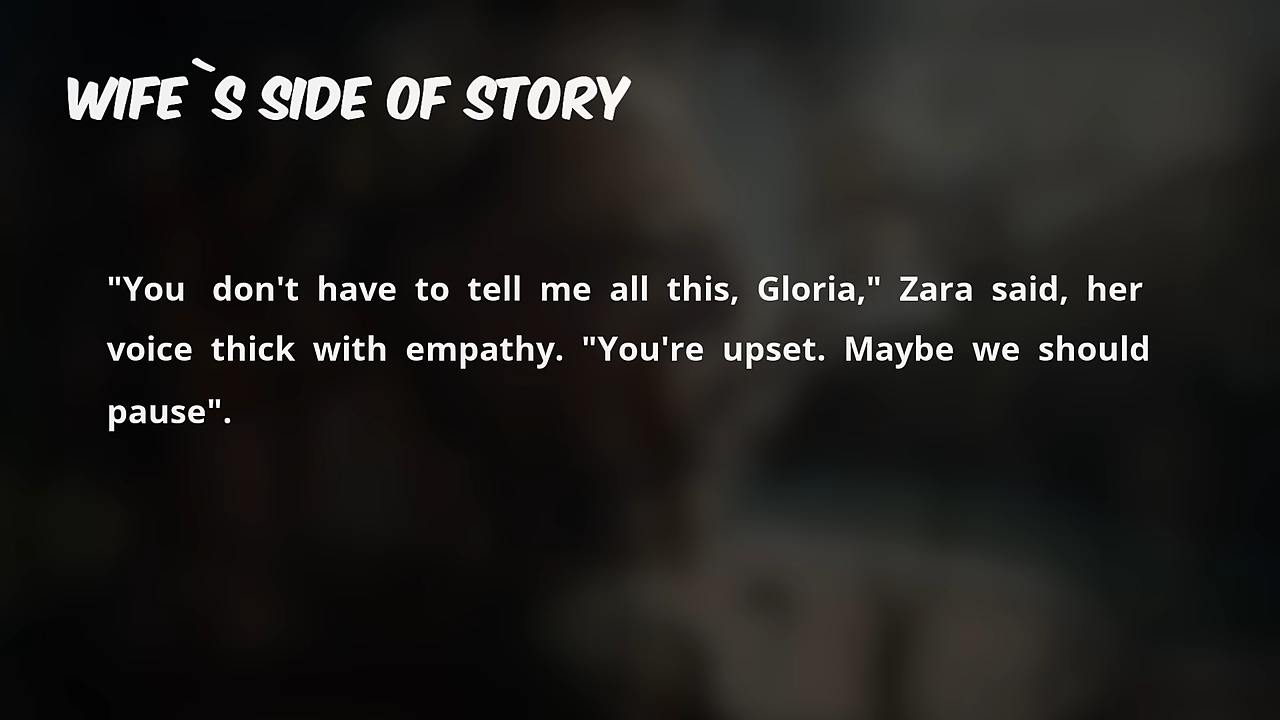 WIFE`S SIDE OF STORY
"You don't have to tell me all this, Gloria," Zara said, her
voice thick with empathy. "You're upset. Maybe we should
pause".